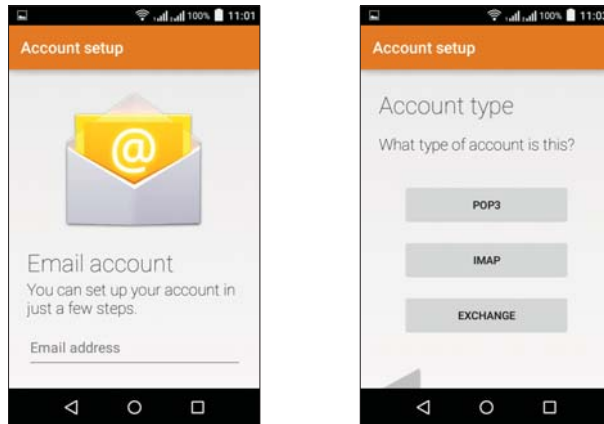 100% 11:01
Account setup
@
Email account
You can set up your account in
just a few steps.
Email address
100% 11:02
Account setup
Account type
What type of account is this?
POP3
IMAP
EXCHANGE